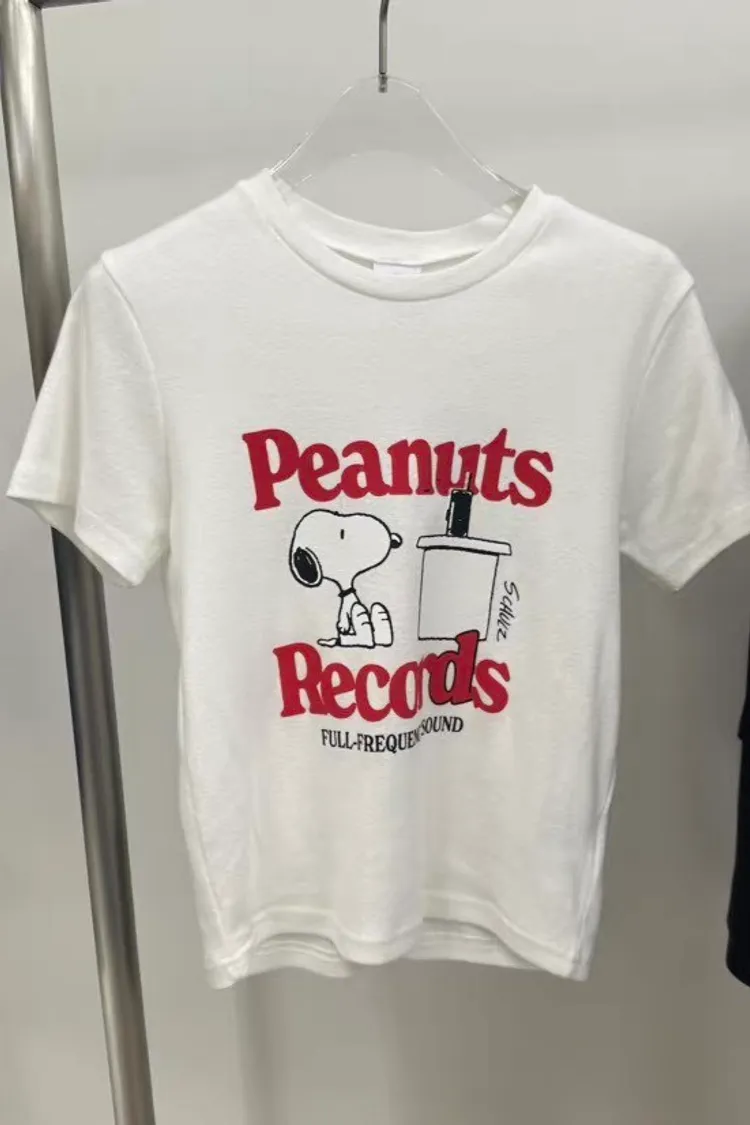 Peanuts
SCHULZ
Records
FULL-FREQUEN SOUND